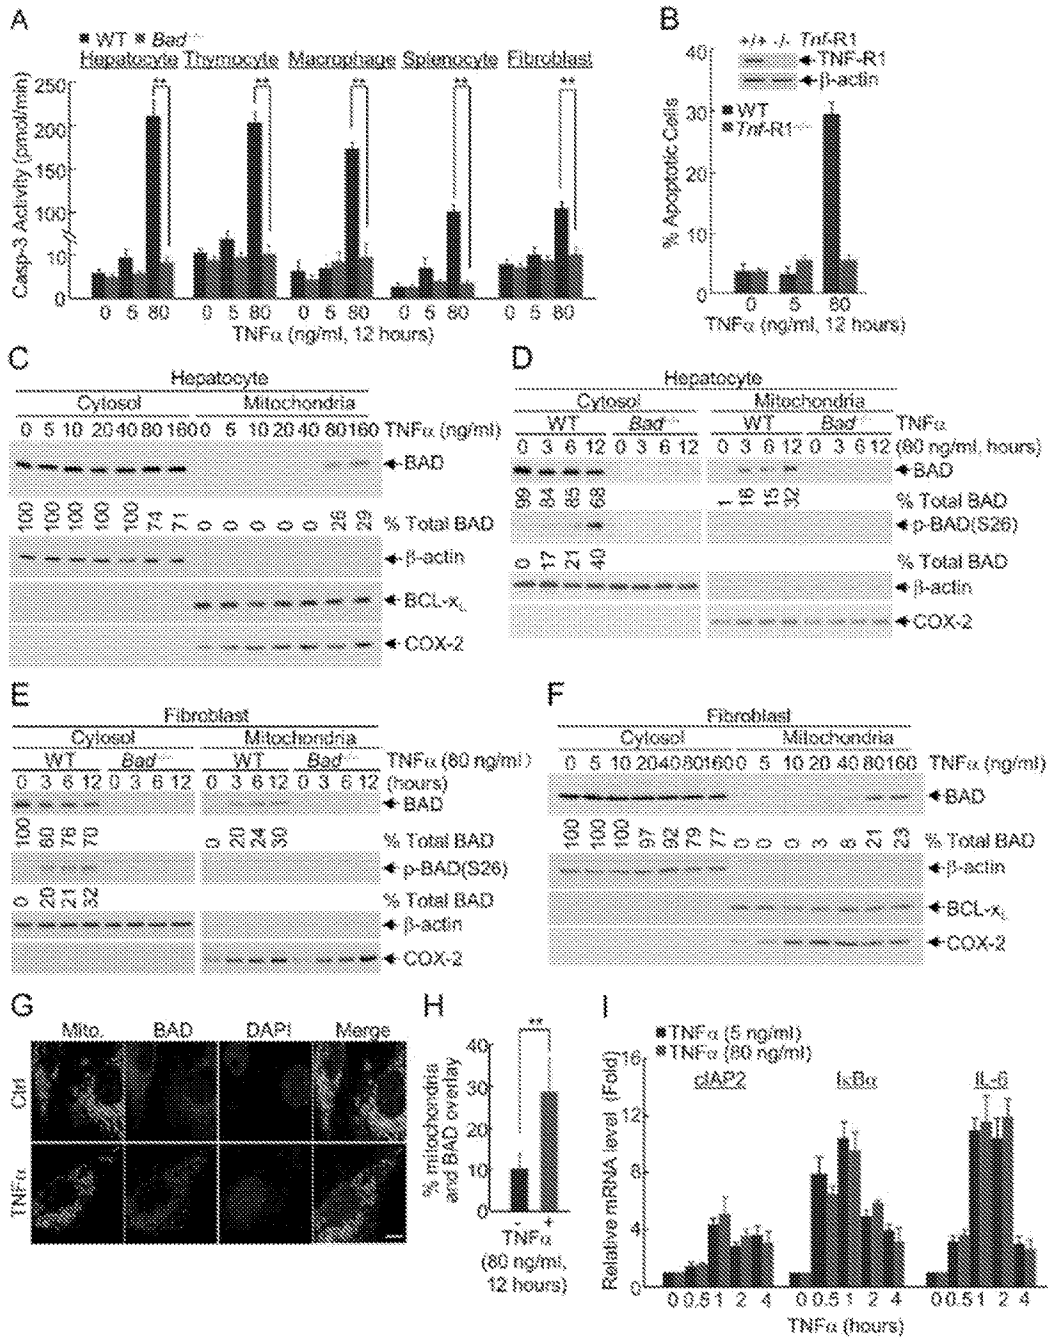 A
WT Bad-/-
Hepatocyte Thymocyte Macrophage Splenocyte Fibroblast
** ** ** ** **
Casp-3 Activity (pmol/min)
250
200
150
100
10
0
0 5 80 0 5 80 0 5 80 0 5 80 0 5 80
TNFα (ng/ml, 12 hours)
B
+/+ -/- Tnf-R1
TNF-R1
β-actin
WT
Tnf-R1-/-
% Apoptotic Cells
40
30
20
10
0
0 5 80
TNFα (ng/ml, 12 hours)
C
Hepatocyte
Cytosol Mitochondria
0 5 10 20 40 80 160 0 5 10 20 40 80 160 TNFα (ng/ml)
BAD
100 100 100 100 100 74 71 0 0 0 0 0 26 29 % Total BAD
β-actin
BCL-xL
COX-2
D
Hepatocyte
Cytosol Mitochondria
WT Bad-/- WT Bad-/- TNFα
0 3 6 12 0 3 6 12 0 3 6 12 0 3 6 12 (80 ng/ml, hours)
BAD
99 84 85 68 1 16 15 32 % Total BAD
p-BAD(S26)
0 17 21 40 % Total BAD
β-actin
COX-2
E
Fibroblast
Cytosol Mitochondria
WT Bad-/- WT Bad-/- TNFα (80 ng/ml)
0 3 6 12 0 3 6 12 0 3 6 12 0 3 6 12 (hours)
BAD
100 80 76 70 0 20 24 30 % Total BAD
p-BAD(S26)
0 20 21 32 % Total BAD
β-actin
COX-2
F
Fibroblast
Cytosol Mitochondria
0 5 10 20 40 80 160 0 5 10 20 40 80 160 TNFα (ng/ml)
BAD
100 100 100 97 92 79 77 0 0 0 3 8 21 23 % Total BAD
β-actin
BCL-xL
COX-2
G
Mito. BAD DAPI Merge
Ctrl
TNFα
H
**
% mitochondria
and BAD overlay
40
30
20
10
0
- +
TNFα
(80 ng/ml,
12 hours)
I
TNFα (5 ng/ml)
TNFα (80 ng/ml)
cIAP2 IκBα IL-6
Relative mRNA level (Fold)
16
12
8
4
0
0 0.5 1 2 4 0 0.5 1 2 4 0 0.5 1 2 4
TNFα (hours)